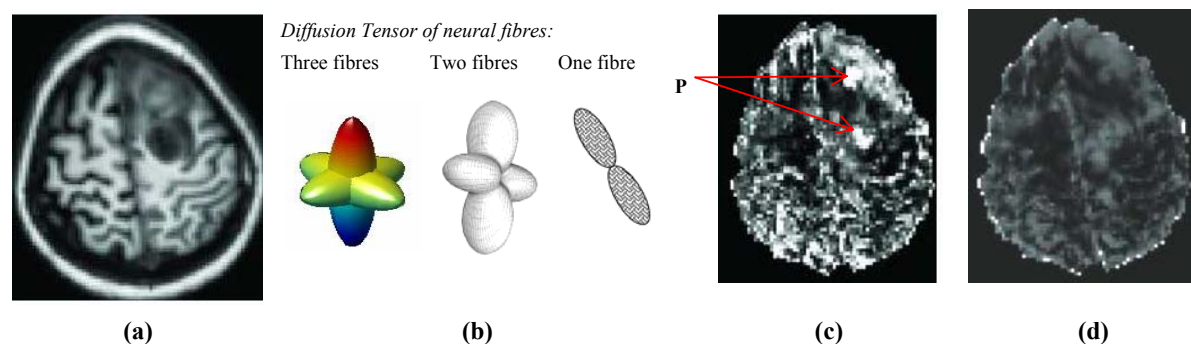 Diffusion Tensor of neural fibres:
Three fibres Two fibres One fibre
P
(a) (b) (c) (d)